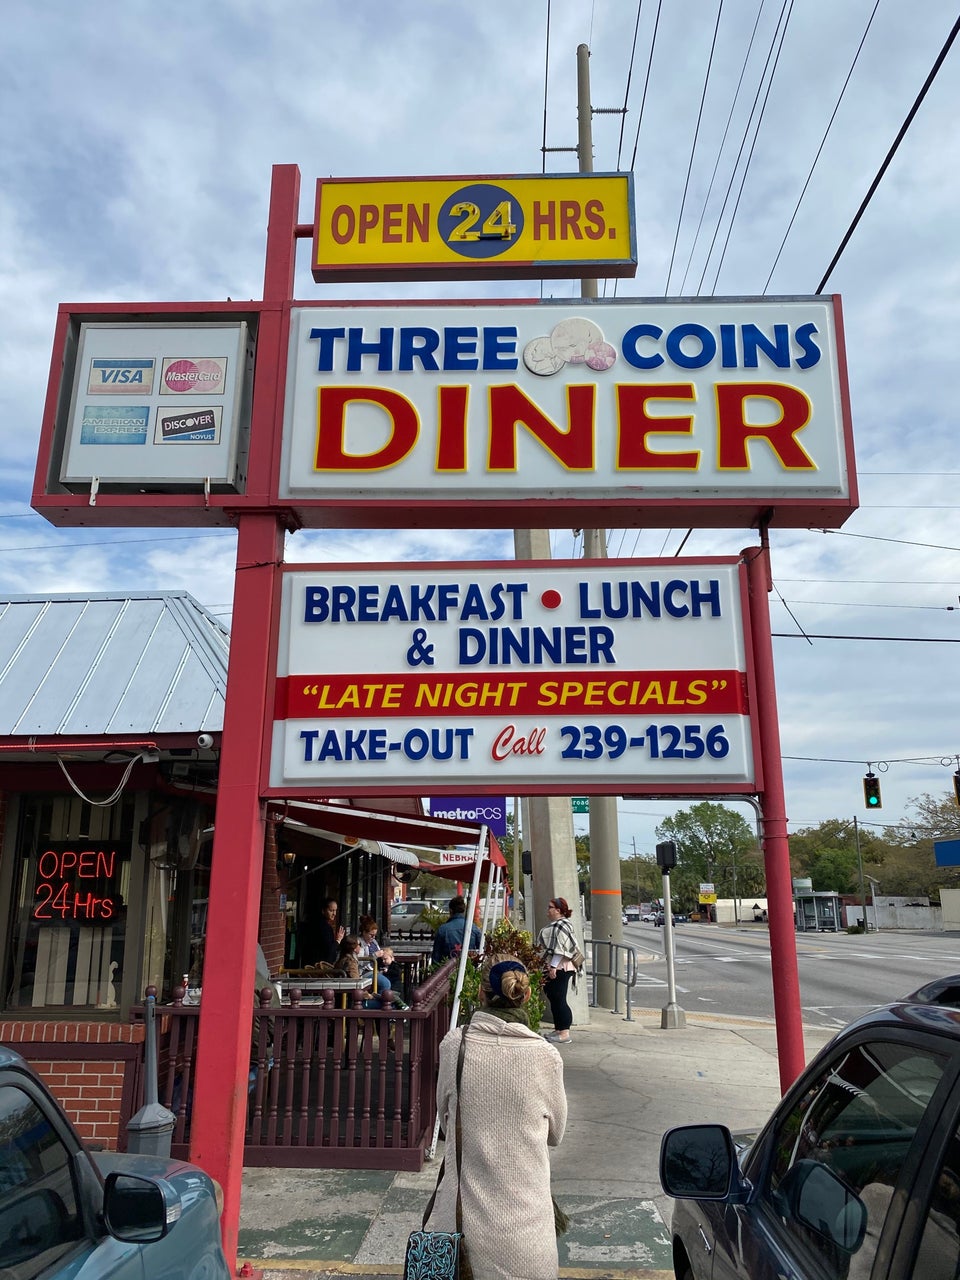 OPEN 24 HRS.
THREE COINS
DINER
VISA
MasterCard
AMERICAN
EXPRESS
DISCOVER
NOVUS
BREAKFAST • LUNCH
& DINNER
"LATE NIGHT SPECIALS"
TAKE-OUT Call 239-1256
metroPCS
OPEN
24Hrs